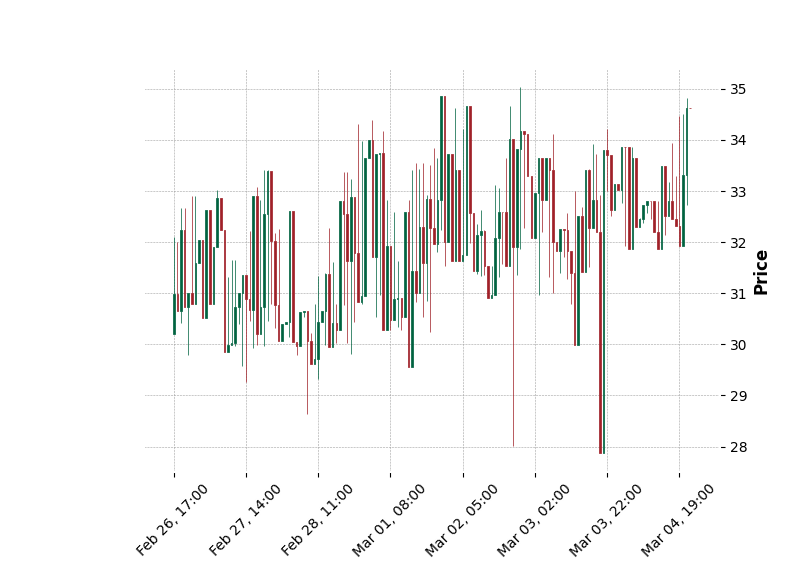 35
34
33
32
31
30
29
28
Price
Feb 26, 17:00
Feb 27, 14:00
Feb 28, 11:00
Mar 01, 08:00
Mar 02, 05:00
Mar 03, 02:00
Mar 03, 22:00
Mar 04, 19:00